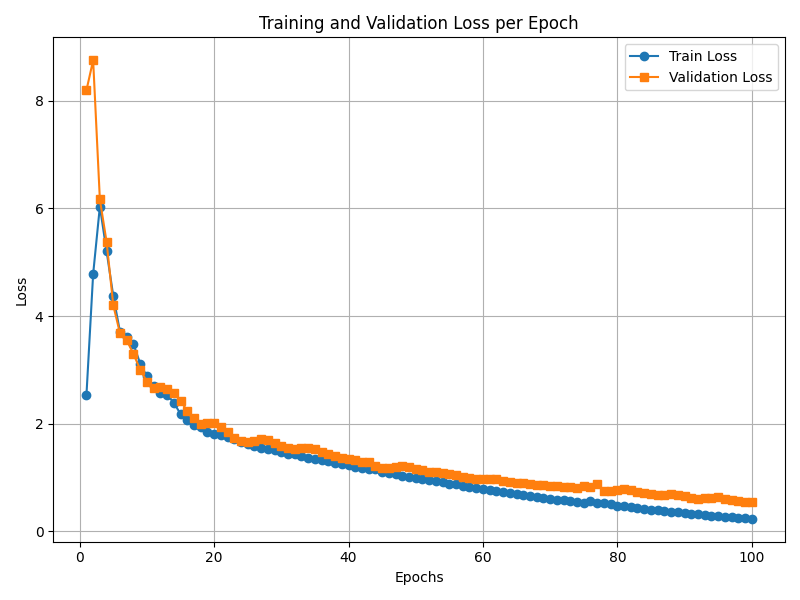 Training and Validation Loss per Epoch
Train Loss
Validation Loss
8
6
4
2
0
Loss
0 20 40 60 80 100
Epochs